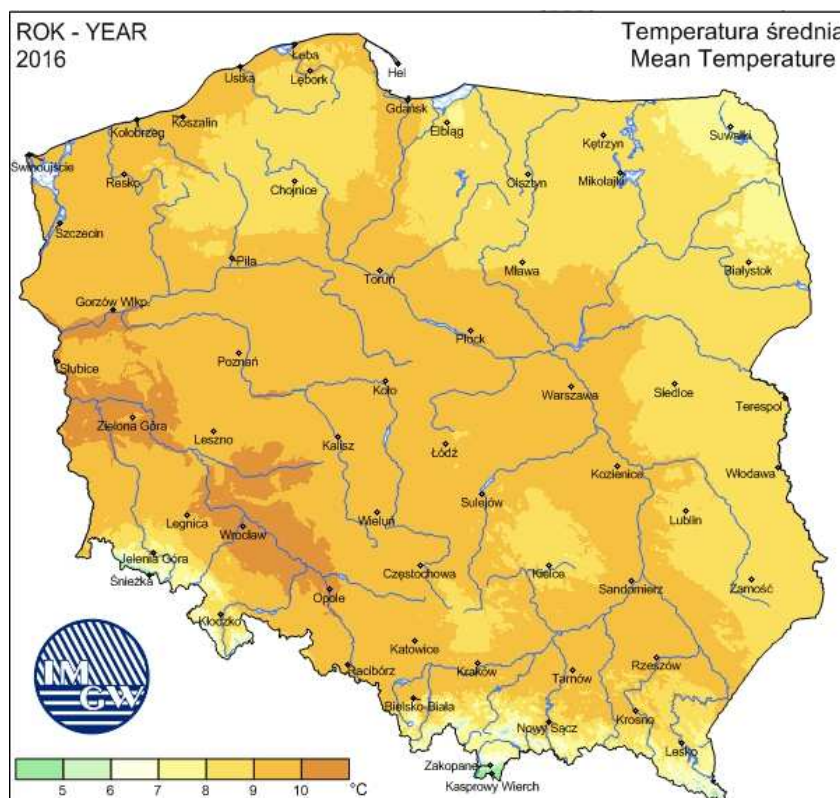 ROK - YEAR
2016
Temperatura średnia
Mean Temperature
Łeba
Hel
Ustka
Lębork
Gdańsk
Kołobrzeg
Koszalin
Elbląg
Suwałki
Kętrzyn
Świnoujście
Resko
Chojnice
Olsztyn
Mikołajki
Szczecin
Piła
Toruń
Mława
Białystok
Gorzów Wlkp.
Płock
Słubice
Poznań
Koło
Warszawa
Siedlce
Terespol
Zielona Góra
Leszno
Kalisz
Łódź
Kozienice
Włodawa
Sulejów
Legnica
Wrocław
Wieluń
Lublin
Jelenia Góra
Śnieżka
Częstochowa
Kielce
Opole
Sandomierz
Zamość
Kłodzko
Katowice
Racibórz
Kraków
Tarnów
Rzeszów
Bielsko-Biała
Nowy Sącz
Krosno
Lesko
Zakopane
Kasprowy Wierch
IM
GW
5 6 7 8 9 10 °C